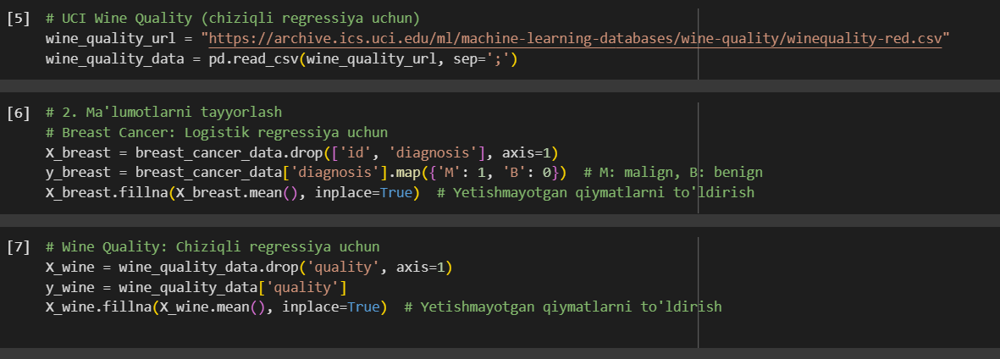 [5] # UCI Wine Quality (chiziqli regressiya uchun)
wine_quality_url = "https://archive.ics.uci.edu/ml/machine-learning-databases/wine-quality/winequality-red.csv"
wine_quality_data = pd.read_csv(wine_quality_url, sep=';')
[6] # 2. Ma'lumotlarni tayyorlash
# Breast Cancer: Logistik regressiya uchun
X_breast = breast_cancer_data.drop(['id', 'diagnosis'], axis=1)
y_breast = breast_cancer_data['diagnosis'].map({'M': 1, 'B': 0})  # M: malign, B: benign
X_breast.fillna(X_breast.mean(), inplace=True)  # Yetishmayotgan qiymatlarni to'ldirish
[7] # Wine Quality: Chiziqli regressiya uchun
X_wine = wine_quality_data.drop('quality', axis=1)
y_wine = wine_quality_data['quality']
X_wine.fillna(X_wine.mean(), inplace=True)  # Yetishmayotgan qiymatlarni to'ldirish